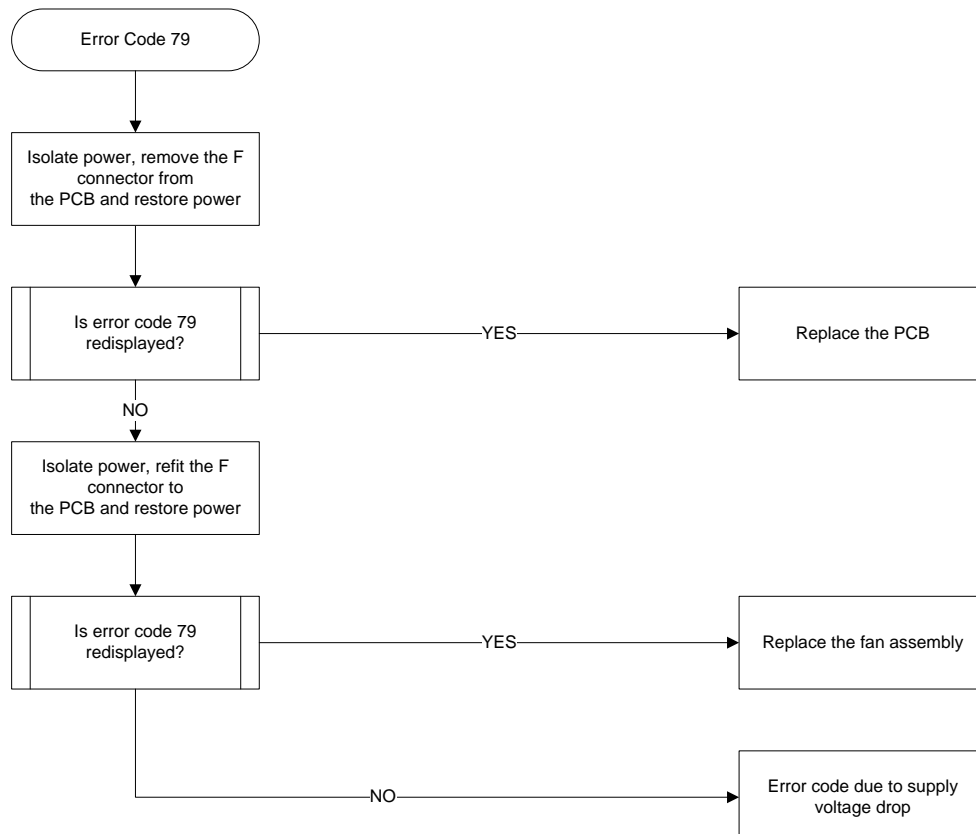 Error Code 79
Isolate power, remove the F
connector from
the PCB and restore power
Is error code 79
redisplayed?
YES
Replace the PCB
NO
Isolate power, refit the F
connector to
the PCB and restore power
Is error code 79
redisplayed?
YES
Replace the fan assembly
NO
Error code due to supply
voltage drop